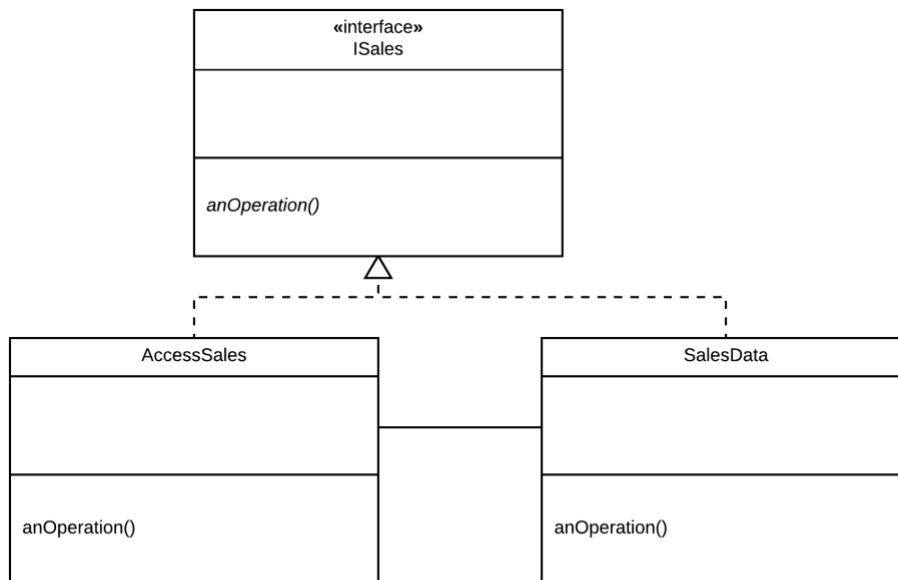 «interface»
ISales
anOperation()
AccessSales
SalesData
anOperation()
anOperation()